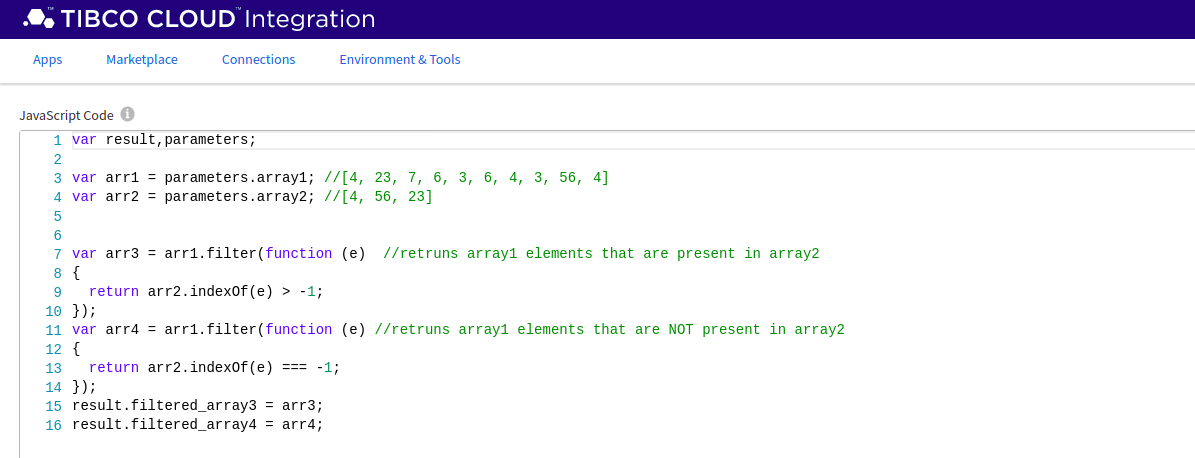 TIBCO CLOUD™ Integration
Apps Marketplace Connections Environment & Tools
JavaScript Code i
1 var result,parameters;
2
3 var arr1 = parameters.array1; //[4, 23, 7, 6, 3, 6, 4, 3, 56, 4]
4 var arr2 = parameters.array2; //[4, 56, 23]
5
6
7 var arr3 = arr1.filter(function (e)  //retruns array1 elements that are present in array2
8 {
9   return arr2.indexOf(e) > -1;
10 });
11 var arr4 = arr1.filter(function (e) //retruns array1 elements that are NOT present in array2
12 {
13   return arr2.indexOf(e) === -1;
14 });
15 result.filtered_array3 = arr3;
16 result.filtered_array4 = arr4;